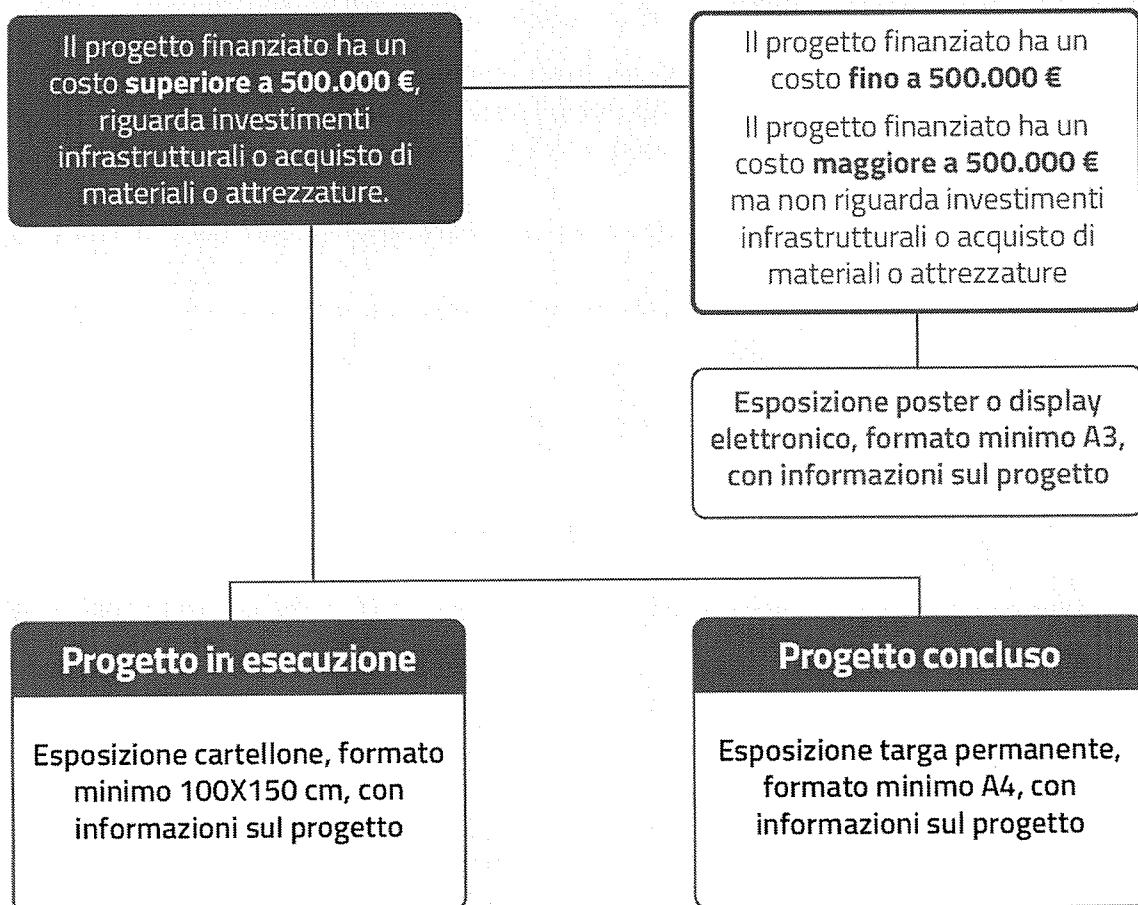 Il progetto finanziato ha un
costo superiore a 500.000 €,
riguarda investimenti
infrastrutturali o acquisto di
materiali o attrezzature.
Il progetto finanziato ha un
costo fino a 500.000 €
Il progetto finanziato ha un
costo maggiore a 500.000 €
ma non riguarda investimenti
infrastrutturali o acquisto di
materiali o attrezzature
Esposizione poster o display
elettronico, formato minimo A3,
con informazioni sul progetto
Progetto in esecuzione
Esposizione cartellone, formato
minimo 100X150 cm, con
informazioni sul progetto
Progetto concluso
Esposizione targa permanente,
formato minimo A4, con
informazioni sul progetto